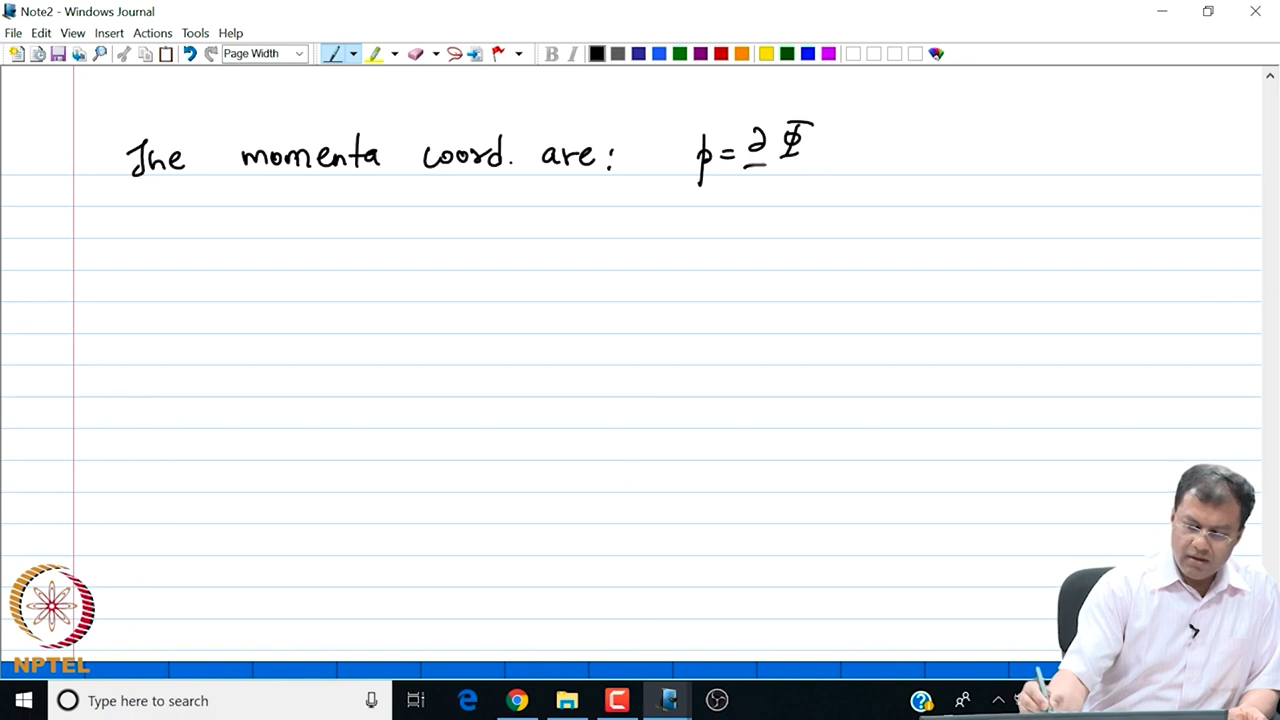 Note2 - Windows Journal
File Edit View Insert Actions Tools Help
Page Width B I
The momenta coord. are: p = ∂ Φ
NPTEL
Type here to search